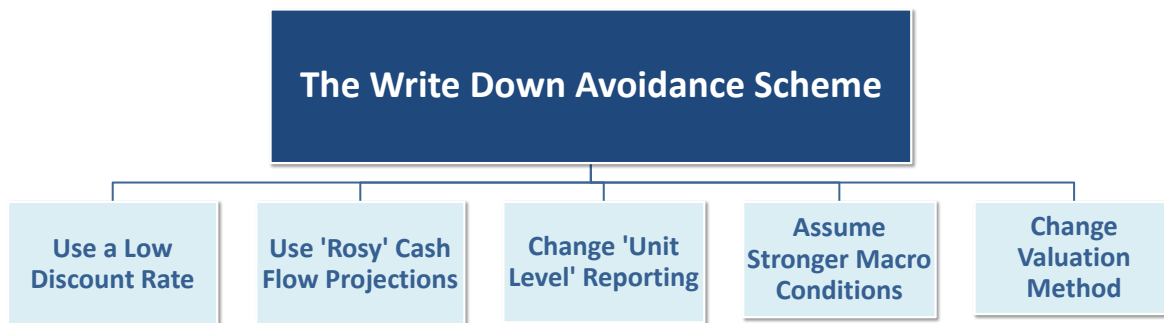 The Write Down Avoidance Scheme
Use a Low
Discount Rate
Use 'Rosy' Cash
Flow Projections
Change 'Unit
Level' Reporting
Assume
Stronger Macro
Conditions
Change
Valuation
Method